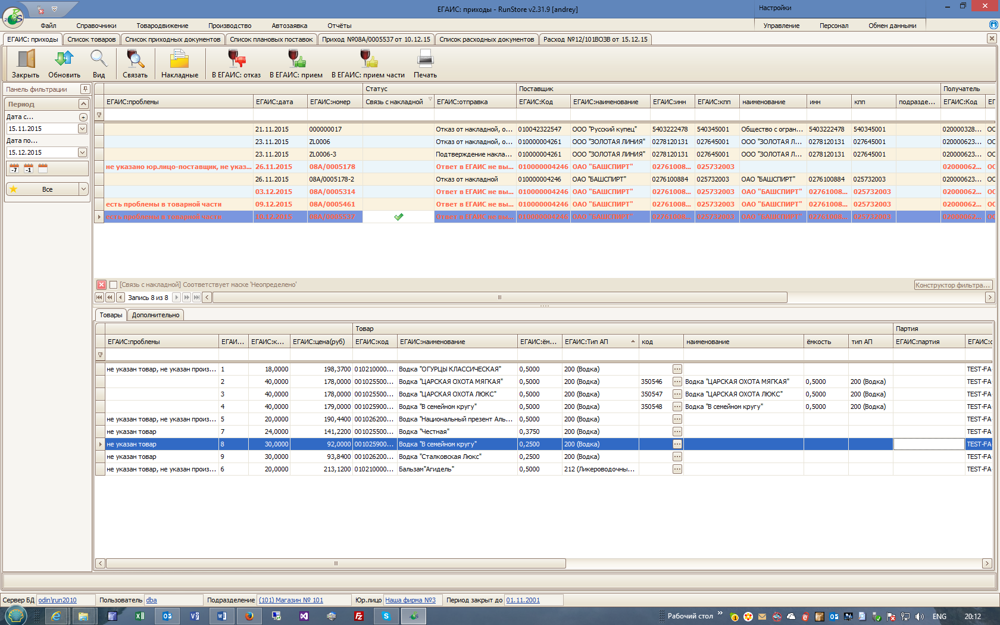 ЕГАИС: приходы - RunStore v2.31.9 [andrey]
Настройки
Файл Справочники Товародвижение Производство Автозаявка Отчёты Управление Персонал Обмен данными
ЕГАИС: приходы Список товаров Список приходных документов Список плановых поставок Приход №08А/0005537 от 10.12.15 Список расходных документов Расход №12/101ВОЗВ от 15.12.15
Закрыть Обновить Вид Связать Накладные В ЕГАИС: отказ В ЕГАИС: прием В ЕГАИС: прием части Печать
Панель фильтрации
Период
Дата с...
15.11.2015
Дата по...
15.12.2015
-7 -1
Все
Статус Поставщик Получатель
ЕГАИС:проблемы ЕГАИС:дата ЕГАИС:номер Связь с накладной ЕГАИС:отправка ЕГАИС:Код ЕГАИС:наименование ЕГАИС:инн ЕГАИС:кпп наименование инн кпп подразде... ЕГАИС:Код ЕГ
21.11.2015 000000017 Отказ от накладной, о... 010042322547 ООО "Русский купец" 5403222478 540345001 Общество с огран... 5403222478 540345001 020000328... ОС
23.11.2015 ZL0006 Отказ от накладной, о... 010000004261 ООО "ЗОЛОТАЯ ЛИНИЯ" 0278120131 027645001 ООО "ЗОЛОТАЯ Л... 0278120131 027645001 020000623... ОС
23.11.2015 ZL0006-3 Подтверждение накла... 010000004261 ООО "ЗОЛОТАЯ ЛИНИЯ" 0278120131 027645001 ООО "ЗОЛОТАЯ Л... 0278120131 027645001 020000623... ОС
не указано юр.лицо-поставщик, не указ... 26.11.2015 08А/0005178 Ответ в ЕГАИС не вы... 010000004246 ОАО "БАШСПИРТ" 02761008... 025732003 02000062... ОС
26.11.2015 08А/0005178-2 Отказ от накладной 010000004246 ОАО "БАШСПИРТ" 0276100884 025732003 ОАО "БАШСПИРТ" 0276100884 025732003 020000623... ОС
03.12.2015 08А/0005314 Ответ в ЕГАИС не вы... 010000004246 ОАО "БАШСПИРТ" 02761008... 025732003 ОАО "БАШСПИРТ" 02761008... 025732003 02000062... ОС
есть проблемы в товарной части 09.12.2015 08А/0005461 Ответ в ЕГАИС не вы... 010000004246 ОАО "БАШСПИРТ" 02761008... 025732003 ОАО "БАШСПИРТ" 02761008... 025732003 02000062... ОС
есть проблемы в товарной части 10.12.2015 08А/0005537 Ответ в ЕГАИС не вы... 010000004246 ОАО "БАШСПИРТ" 02761008... 025732003 ОАО "БАШСПИРТ" 02761008... 025732003 02000062... ОС
[Связь с накладной] Соответствует маске 'Неопределено' Конструктор фильтра...
Запись 8 из 8
Товары Дополнительно
Товар Партия
ЕГАИС:проблемы ЕГАИ... ЕГАИС:к... ЕГАИС:цена(руб) ЕГАИС:код ЕГАИС:наименование ЕГАИС:ём... ЕГАИС:Тип АП код наименование ёмкость тип АП ЕГАИС:партия ЕГАИС:с
не указан товар, не указан произ... 1 18,0000 198,3700 010210000... Водка "ОГУРЦЫ КЛАССИЧЕСКАЯ" 0,5000 200 (Водка) ... TEST-FA
2 40,0000 178,0000 001025500... Водка "ЦАРСКАЯ ОХОТА МЯГКАЯ" 0,5000 200 (Водка) 350546 ... Водка "ЦАРСКАЯ ОХОТА МЯГКАЯ" 0,5000 200 (Водка) TEST-FA
3 40,0000 178,0000 001025500... Водка "ЦАРСКАЯ ОХОТА ЛЮКС" 0,5000 200 (Водка) 350547 ... Водка "ЦАРСКАЯ ОХОТА ЛЮКС" 0,5000 200 (Водка) TEST-FA
4 40,0000 179,0000 001025900... Водка "В семейном кругу" 0,5000 200 (Водка) 350548 ... Водка "В семейном кругу" 0,5000 200 (Водка) TEST-FA
не указан товар, не указан произ... 5 20,0000 190,4400 001026200... Водка "Национальный презент Аль... 0,5000 200 (Водка) ... TEST-FA
не указан товар 7 24,0000 141,2200 001025500... Водка "Честная" 0,3750 200 (Водка) ... TEST-FA
не указан товар 8 30,0000 92,0000 001025900... Водка "В семейном кругу" 0,2500 200 (Водка) ... TEST-FA
не указан товар 9 30,0000 93,8400 001026200... Водка "Сталковская Люкс" 0,2500 200 (Водка) ... TEST-FA
не указан товар, не указан произ... 6 20,0000 213,1200 010210000... Бальзам"Агидель" 0,5000 212 (Ликероводочны... ... TEST-FA
Сервер БД odin\run2010 Пользователь dba Подразделение (101) Магазин № 101 Юр.лицо Наша фирма №3 Период закрыт до 01.11.2001
Рабочий стол » ENG 20:12